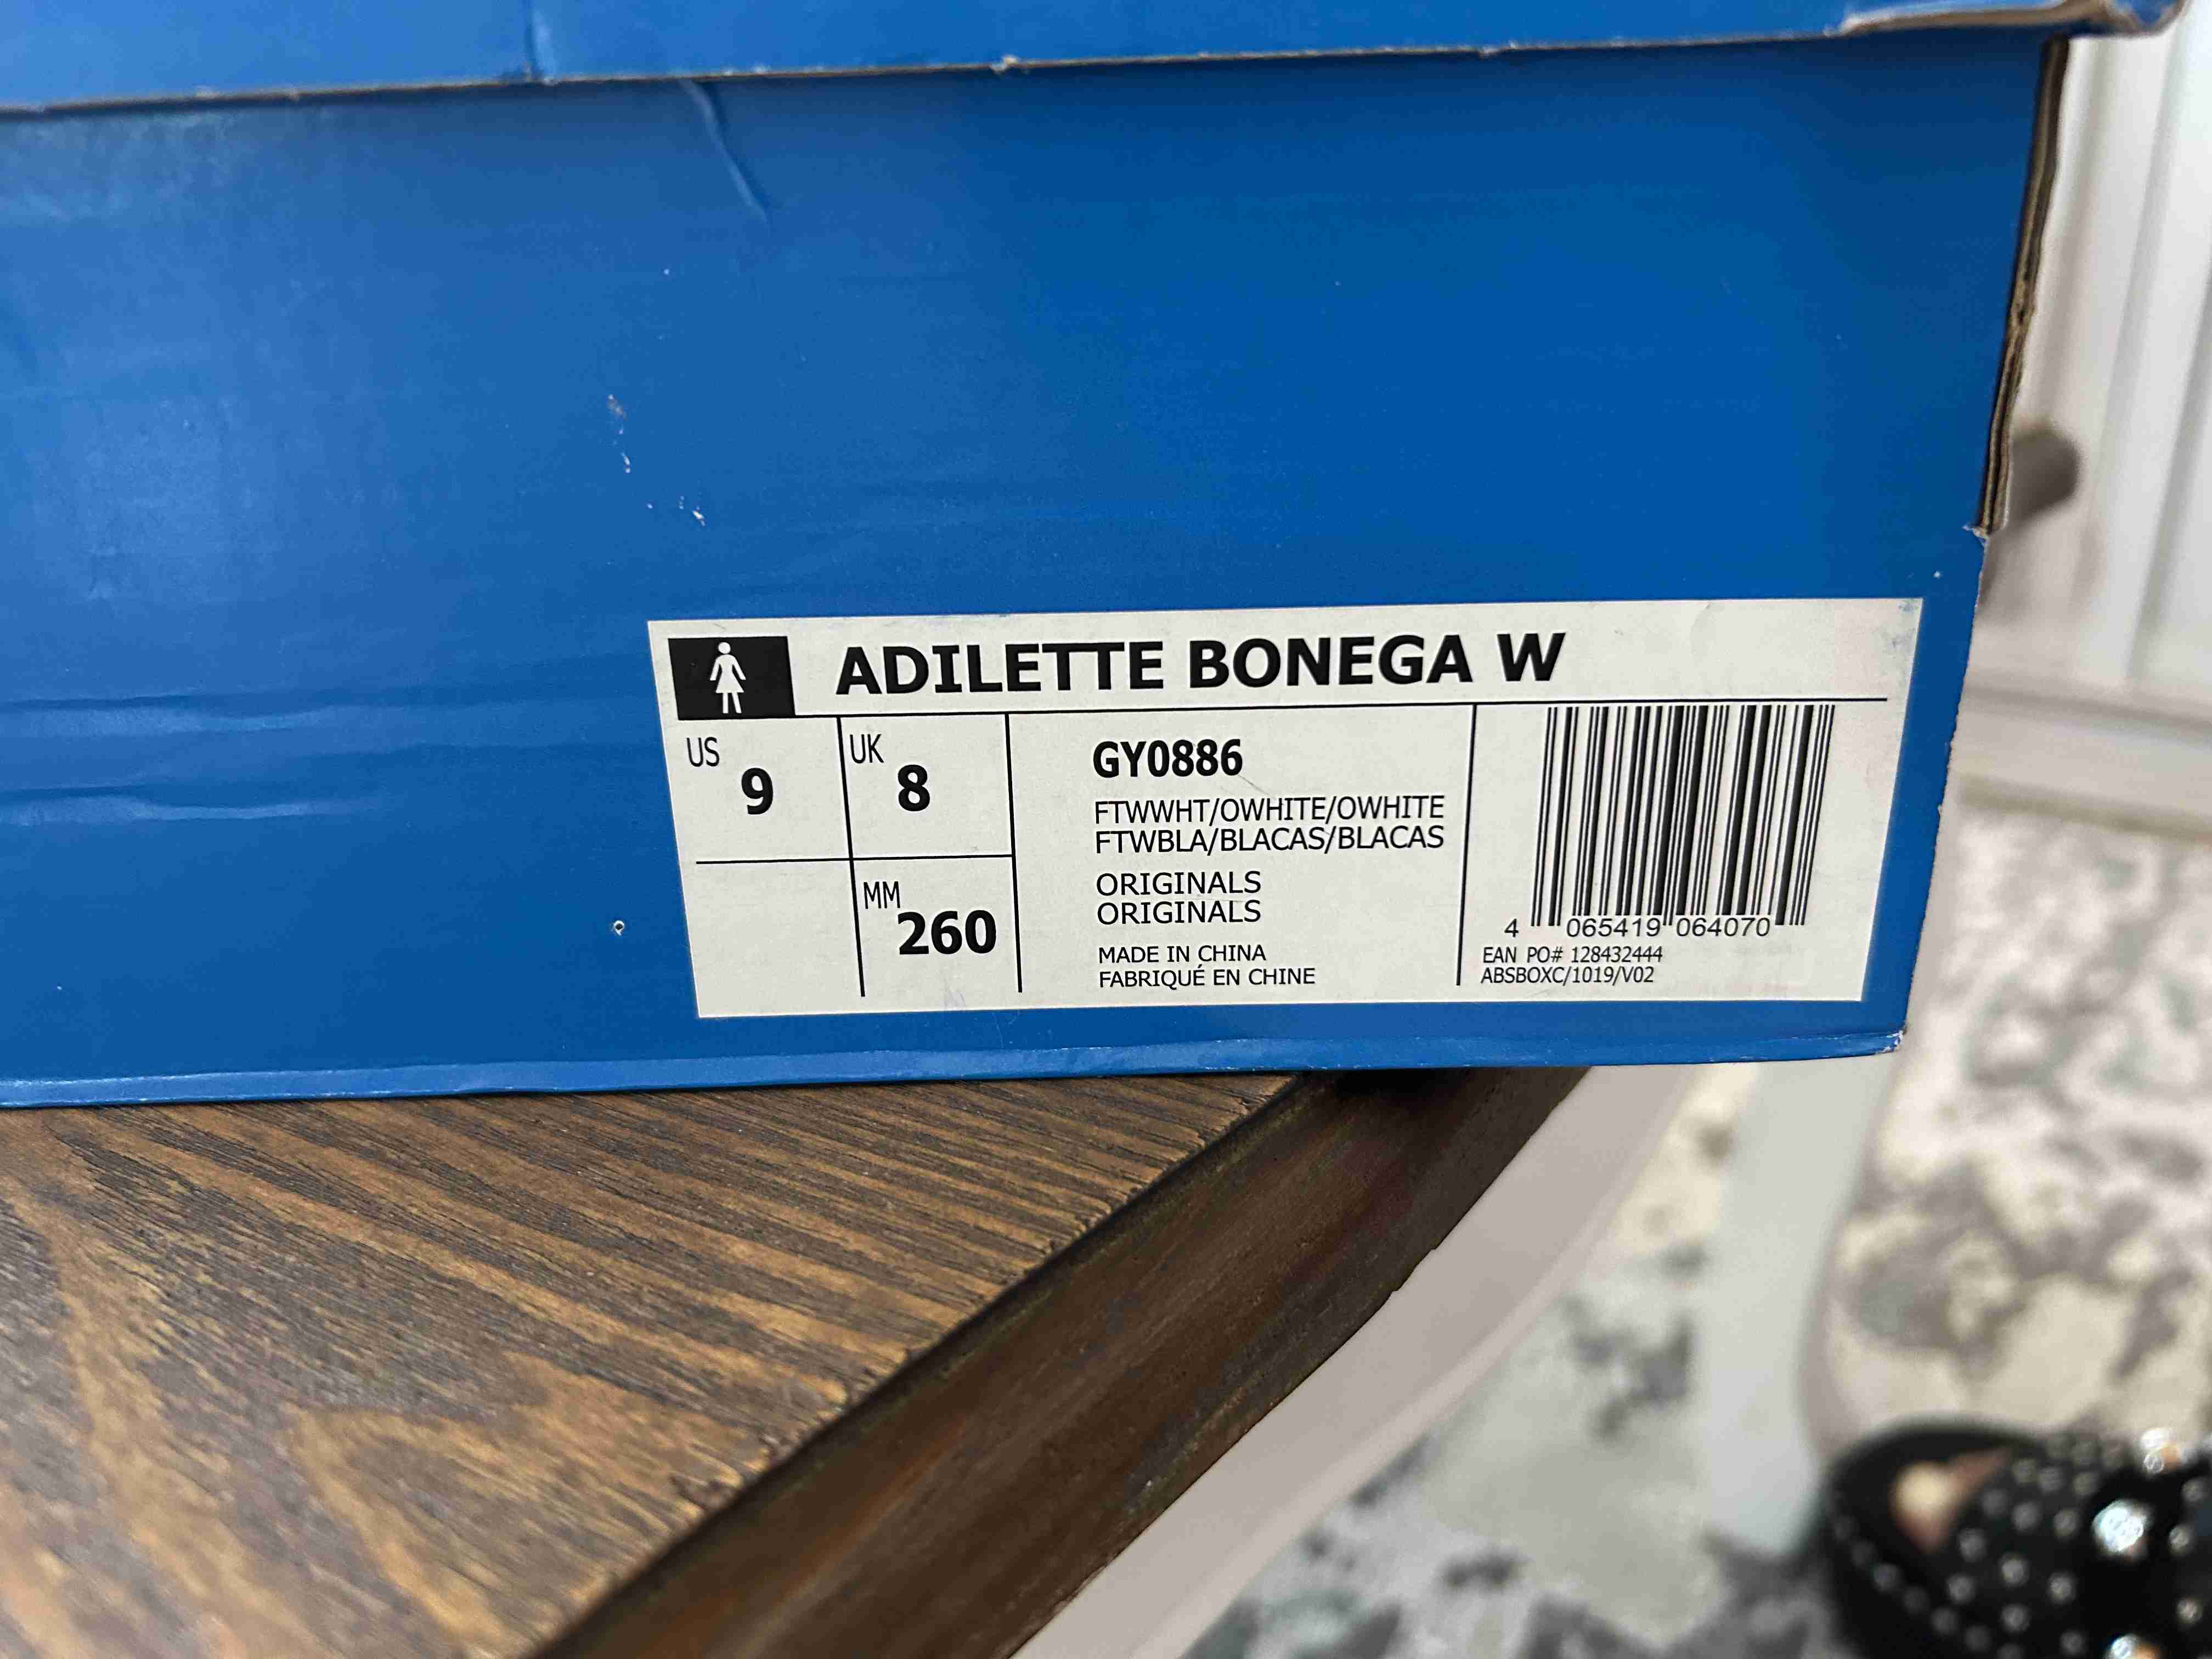 ADILETTE BONEGA W
US 9
UK 8
MM 260
GY0886
FTWWHT/OWHITE/OWHITE
FTWBLA/BLACAS/BLACAS
ORIGINALS
ORIGINALS
MADE IN CHINA
FABRIQUÉ EN CHINE
4 065419 064070
EAN PO# 128432444
ABSBOXC/1019/V02